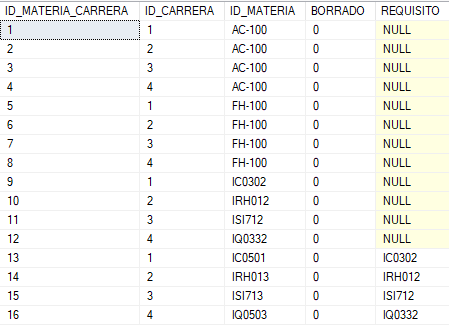 ID_MATERIA_CARRERA ID_CARRERA ID_MATERIA BORRADO REQUISITO
1 1 AC-100 0 NULL
2 2 AC-100 0 NULL
3 3 AC-100 0 NULL
4 4 AC-100 0 NULL
5 1 FH-100 0 NULL
6 2 FH-100 0 NULL
7 3 FH-100 0 NULL
8 4 FH-100 0 NULL
9 1 IC0302 0 NULL
10 2 IRH012 0 NULL
11 3 ISI712 0 NULL
12 4 IQ0332 0 NULL
13 1 IC0501 0 IC0302
14 2 IRH013 0 IRH012
15 3 ISI713 0 ISI712
16 4 IQ0503 0 IQ0332